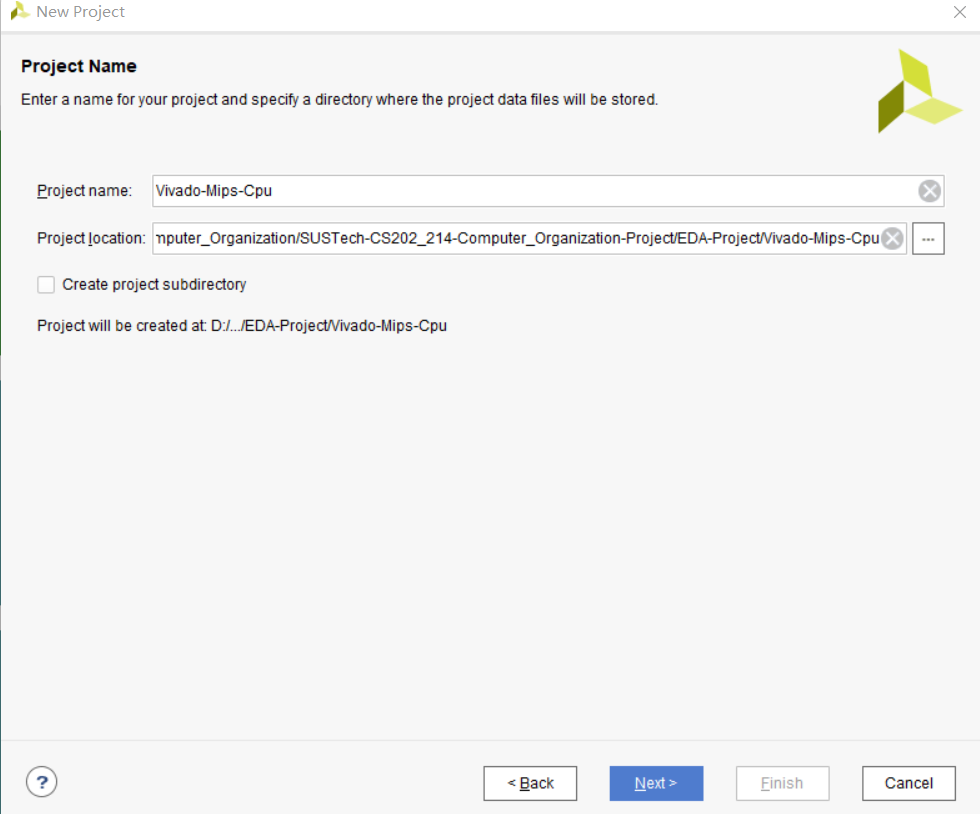 New Project
Project Name
Enter a name for your project and specify a directory where the project data files will be stored.
Project name: Vivado-Mips-Cpu
Project location: mputer_Organization/SUSTech-CS202_214-Computer_Organization-Project/EDA-Project/Vivado-Mips-Cpu ...
Create project subdirectory
Project will be created at: D:/.../EDA-Project/Vivado-Mips-Cpu
? < Back Next > Finish Cancel